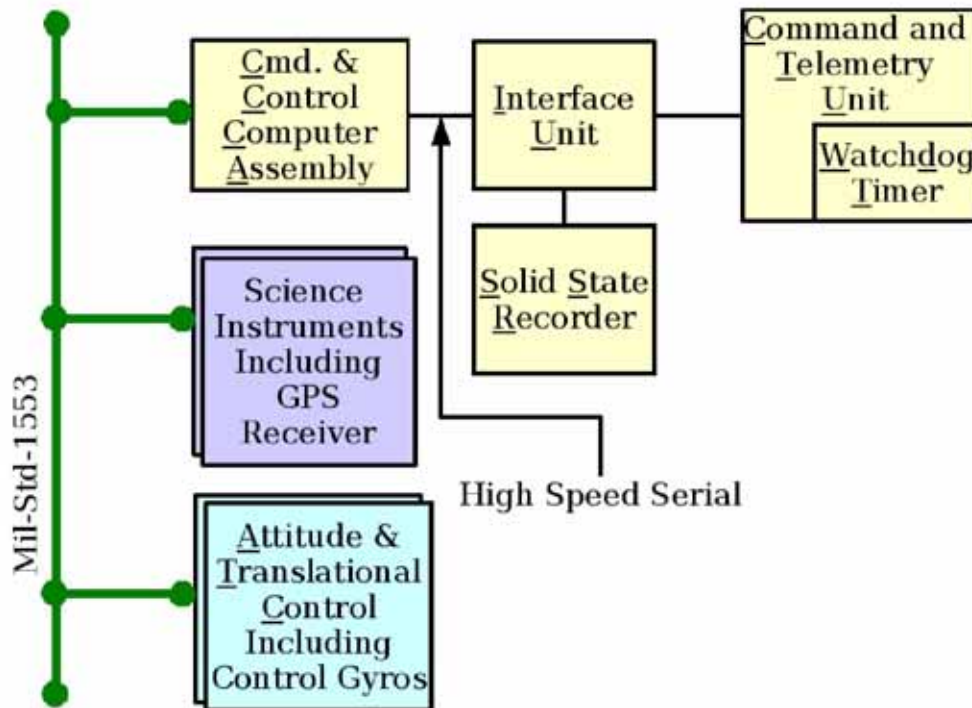 Cmd. &
Control
Computer
Assembly
Interface
Unit
Command and
Telemetry
Unit
Watchdog
Timer
Solid State
Recorder
Science
Instruments
Including
GPS
Receiver
High Speed Serial
Attitude &
Translational
Control
Including
Control Gyros
Mil-Std-1553